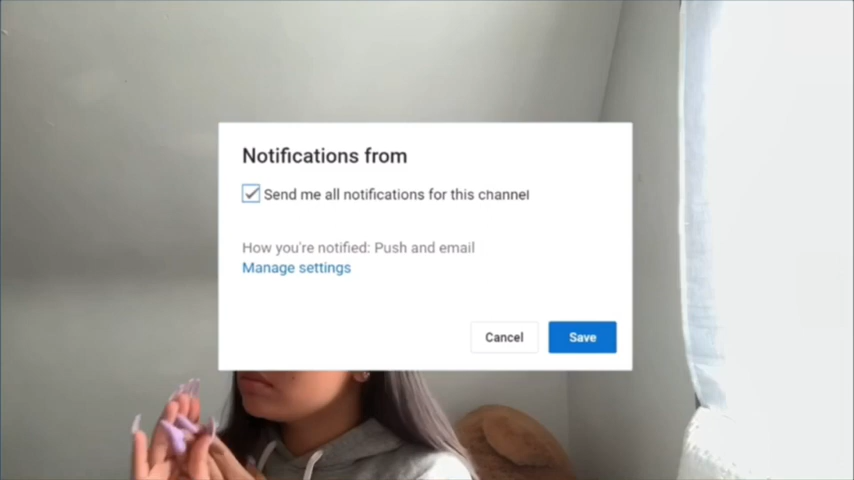 Notifications from
Send me all notifications for this channel
How you're notified: Push and email
Manage settings
Cancel
Save